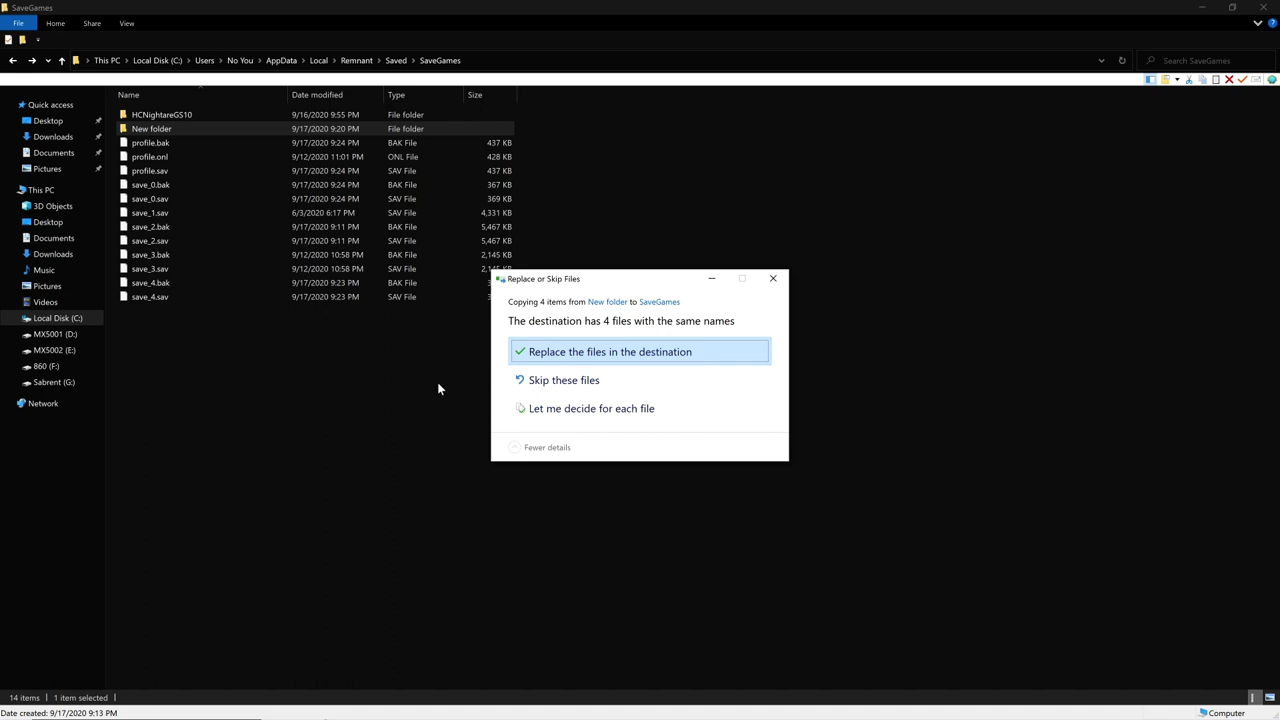 SaveGames
File Home Share View
This PC Local Disk (C:) Users No You AppData Local Remnant Saved SaveGames Search SaveGames
Name Date modified Type Size
Quick access
Desktop
Downloads
Documents
Pictures
This PC
3D Objects
Desktop
Documents
Downloads
Music
Pictures
Videos
Local Disk (C:)
MX5001 (D:)
MX5002 (E:)
860 (F:)
Sabrent (G:)
Network
HCNightareGS10 9/16/2020 9:55 PM File folder
New folder 9/17/2020 9:20 PM File folder
profile.bak 9/17/2020 9:24 PM BAK File 437 KB
profile.onl 9/12/2020 11:01 PM ONL File 428 KB
profile.sav 9/17/2020 9:24 PM SAV File 437 KB
save_0.bak 9/17/2020 9:24 PM BAK File 367 KB
save_0.sav 9/17/2020 9:24 PM SAV File 369 KB
save_1.sav 6/3/2020 6:17 PM SAV File 4,331 KB
save_2.bak 9/17/2020 9:11 PM BAK File 5,467 KB
save_2.sav 9/17/2020 9:11 PM SAV File 5,467 KB
save_3.bak 9/12/2020 10:58 PM BAK File 2,145 KB
save_3.sav 9/12/2020 10:58 PM SAV File
save_4.bak 9/17/2020 9:23 PM BAK File
save_4.sav 9/17/2020 9:23 PM SAV File
Replace or Skip Files
Copying 4 items from New folder to SaveGames
The destination has 4 files with the same names
Replace the files in the destination
Skip these files
Let me decide for each file
Fewer details
14 items 1 item selected
Date created: 9/17/2020 9:13 PM Computer